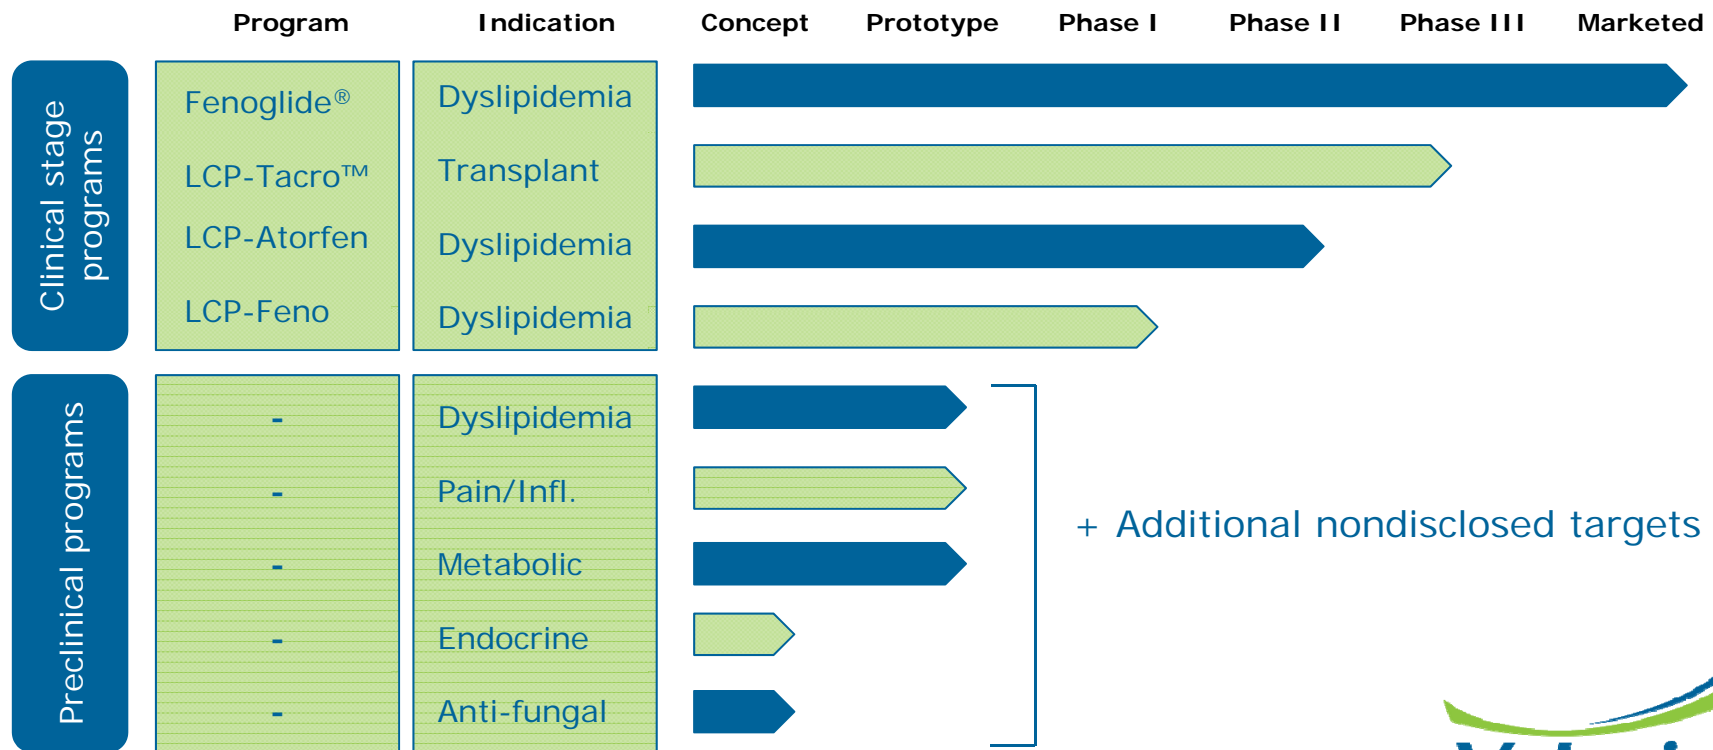 Program Indication Concept Prototype Phase I Phase II Phase III Marketed
Clinical stage
programs
Fenoglide® Dyslipidemia
LCP-Tacro™ Transplant
LCP-Atorfen Dyslipidemia
LCP-Feno Dyslipidemia
Preclinical programs
- Dyslipidemia
- Pain/Infl.
- Metabolic
- Endocrine
- Anti-fungal
+ Additional nondisclosed targets